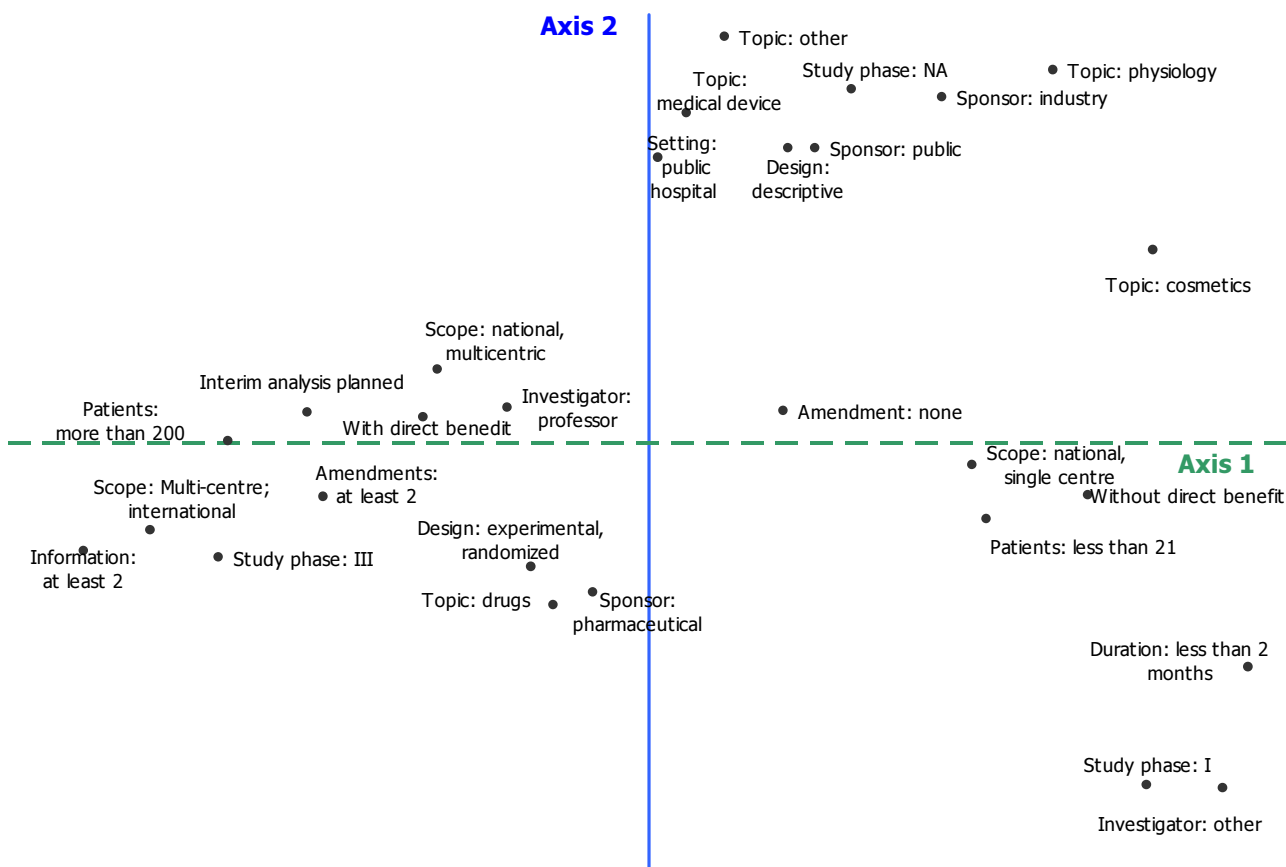 Axis 2
Topic: other
Study phase: NA
Topic: physiology
Topic:
medical device
Sponsor: industry
Setting:
public
hospital
Sponsor: public
Design:
descriptive
Topic: cosmetics
Scope: national,
multicentric
Interim analysis planned
Investigator:
professor
Patients:
more than 200
With direct benefit
Amendment: none
Scope: national,
single centre
Axis 1
Without direct benefit
Amendments:
at least 2
Scope: Multi-centre;
international
Design: experimental,
randomized
Patients: less than 21
Information:
at least 2
Study phase: III
Topic: drugs
Sponsor:
pharmaceutical
Duration: less than 2
months
Study phase: I
Investigator: other